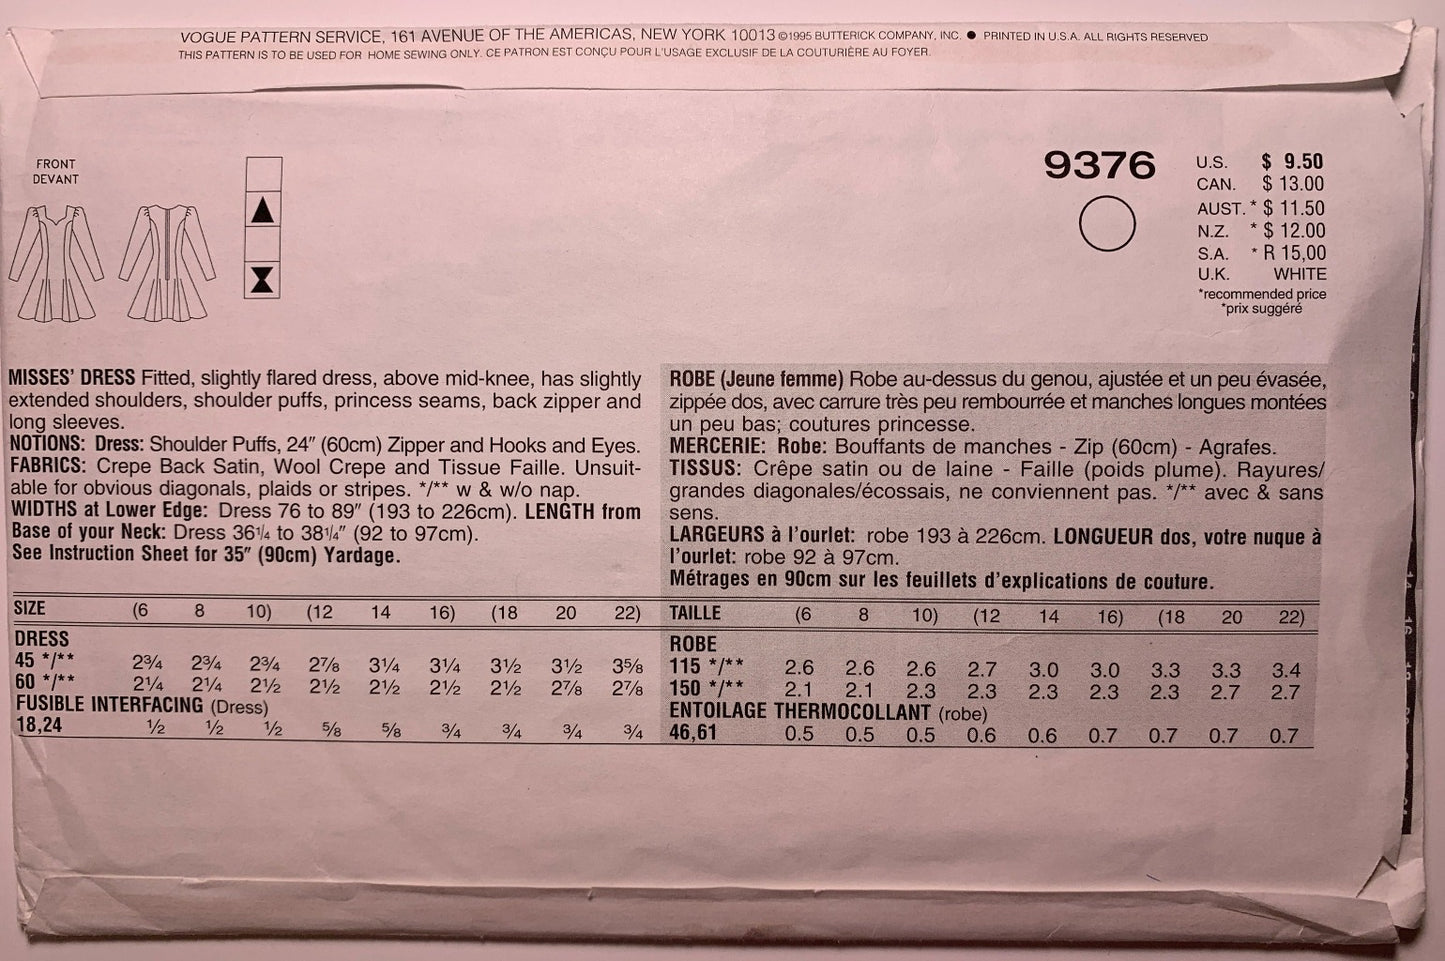 VOGUE PATTERN SERVICE, 161 AVENUE OF THE AMERICAS, NEW YORK 10013 ©1995 BUTTERICK COMPANY, INC. ● PRINTED IN U.S.A. ALL RIGHTS RESERVED
THIS PATTERN IS TO BE USED FOR HOME SEWING ONLY. CE PATRON EST CONÇU POUR L'USAGE EXCLUSIF DE LA COUTURIÈRE AU FOYER.
FRONT
DEVANT
9376
U.S. $ 9.50
CAN. $ 13.00
AUST. * $ 11.50
N.Z. * $ 12.00
S.A. * R 15,00
U.K. WHITE
*recommended price
*prix suggéré
MISSES' DRESS Fitted, slightly flared dress, above mid-knee, has slightly
extended shoulders, shoulder puffs, princess seams, back zipper and
long sleeves.
NOTIONS: Dress: Shoulder Puffs, 24" (60cm) Zipper and Hooks and Eyes.
FABRICS: Crepe Back Satin, Wool Crepe and Tissue Faille. Unsuit-
able for obvious diagonals, plaids or stripes. */** w & w/o nap.
WIDTHS at Lower Edge: Dress 76 to 89" (193 to 226cm). LENGTH from
Base of your Neck: Dress 36¼ to 38¼" (92 to 97cm).
See Instruction Sheet for 35" (90cm) Yardage.
ROBE (Jeune femme) Robe au-dessus du genou, ajustée et un peu évasée,
zippée dos, avec carrure très peu rembourrée et manches longues montées
un peu bas; coutures princesse.
MERCERIE: Robe: Bouffants de manches - Zip (60cm) - Agrafes.
TISSUS: Crêpe satin ou de laine - Faille (poids plume). Rayures/
grandes diagonales/écossais, ne conviennent pas. */** avec & sans
sens.
LARGEURS à l'ourlet: robe 193 à 226cm. LONGUEUR dos, votre nuque à
l'ourlet: robe 92 à 97cm.
Métrages en 90cm sur les feuillets d'explications de couture.
SIZE (6 8 10) (12 14 16) (18 20 22)
DRESS
45 */** 2¾ 2¾ 2¾ 2⅞ 3¼ 3¼ 3½ 3½ 3⅝
60 */** 2¼ 2¼ 2½ 2½ 2½ 2½ 2½ 2⅞ 2⅞
FUSIBLE INTERFACING (Dress)
18,24 ½ ½ ½ ⅝ ⅝ ¾ ¾ ¾ ¾
TAILLE (6 8 10) (12 14 16) (18 20 22)
ROBE
115 */** 2.6 2.6 2.6 2.7 3.0 3.0 3.3 3.3 3.4
150 */** 2.1 2.1 2.3 2.3 2.3 2.3 2.3 2.7 2.7
ENTOILAGE THERMOCOLLANT (robe)
46,61 0.5 0.5 0.5 0.6 0.6 0.7 0.7 0.7 0.7